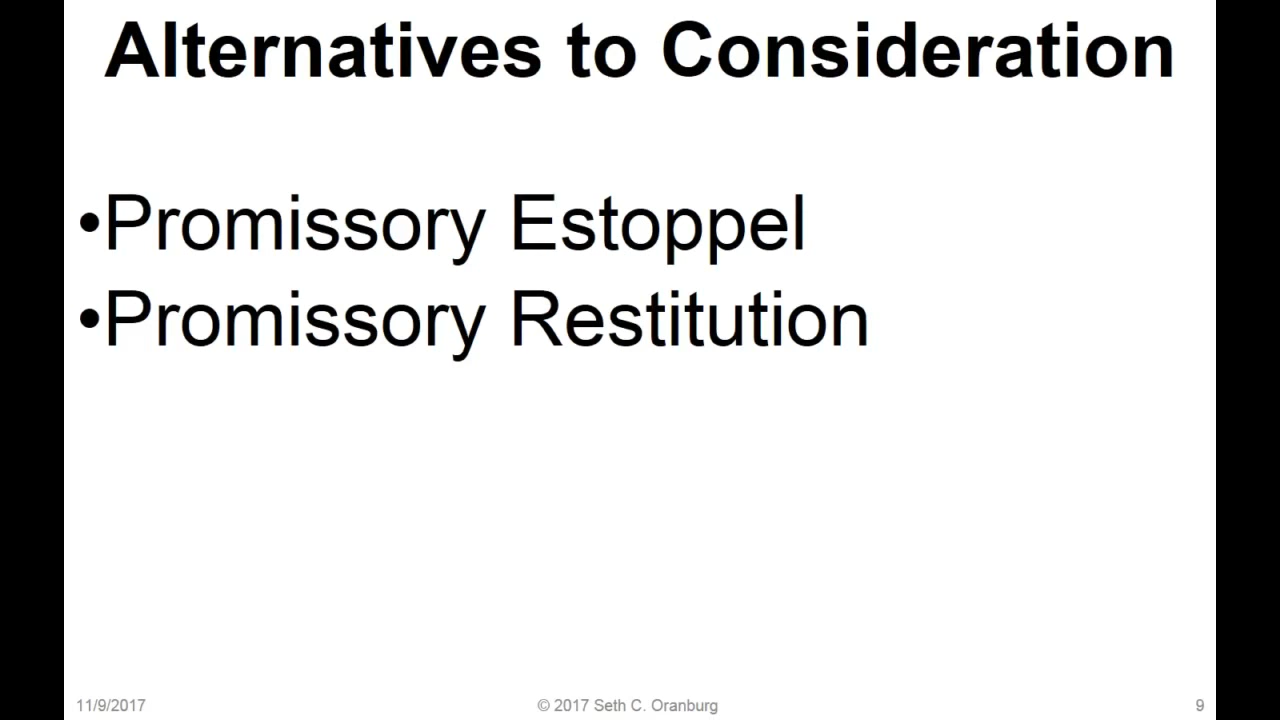 Alternatives to Consideration
•Promissory Estoppel
•Promissory Restitution
11/9/2017
© 2017 Seth C. Oranburg
9